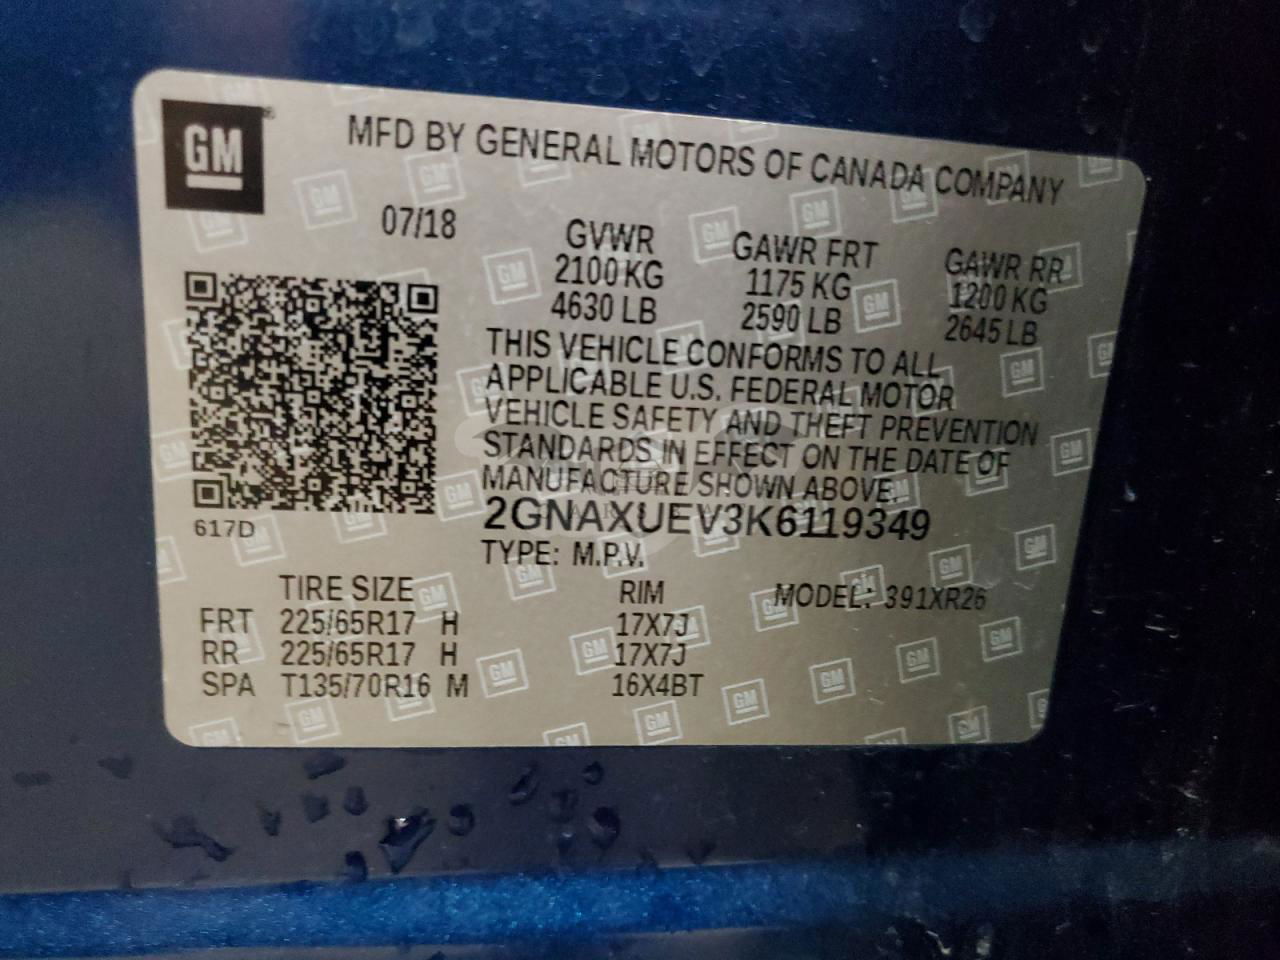 GM
MFD BY GENERAL MOTORS OF CANADA COMPANY
07/18
GVWR
2100 KG
4630 LB
GAWR FRT
1175 KG
2590 LB
GAWR RR
1200 KG
2645 LB
THIS VEHICLE CONFORMS TO ALL
APPLICABLE U.S. FEDERAL MOTOR
VEHICLE SAFETY AND THEFT PREVENTION
STANDARDS IN EFFECT ON THE DATE OF
MANUFACTURE SHOWN ABOVE.
2GNAXUEV3K6119349
TYPE: M.P.V.
617D
TIRE SIZE RIM MODEL: 391XR26
FRT 225/65R17 H 17X7J
RR 225/65R17 H 17X7J
SPA T135/70R16 M 16X4BT